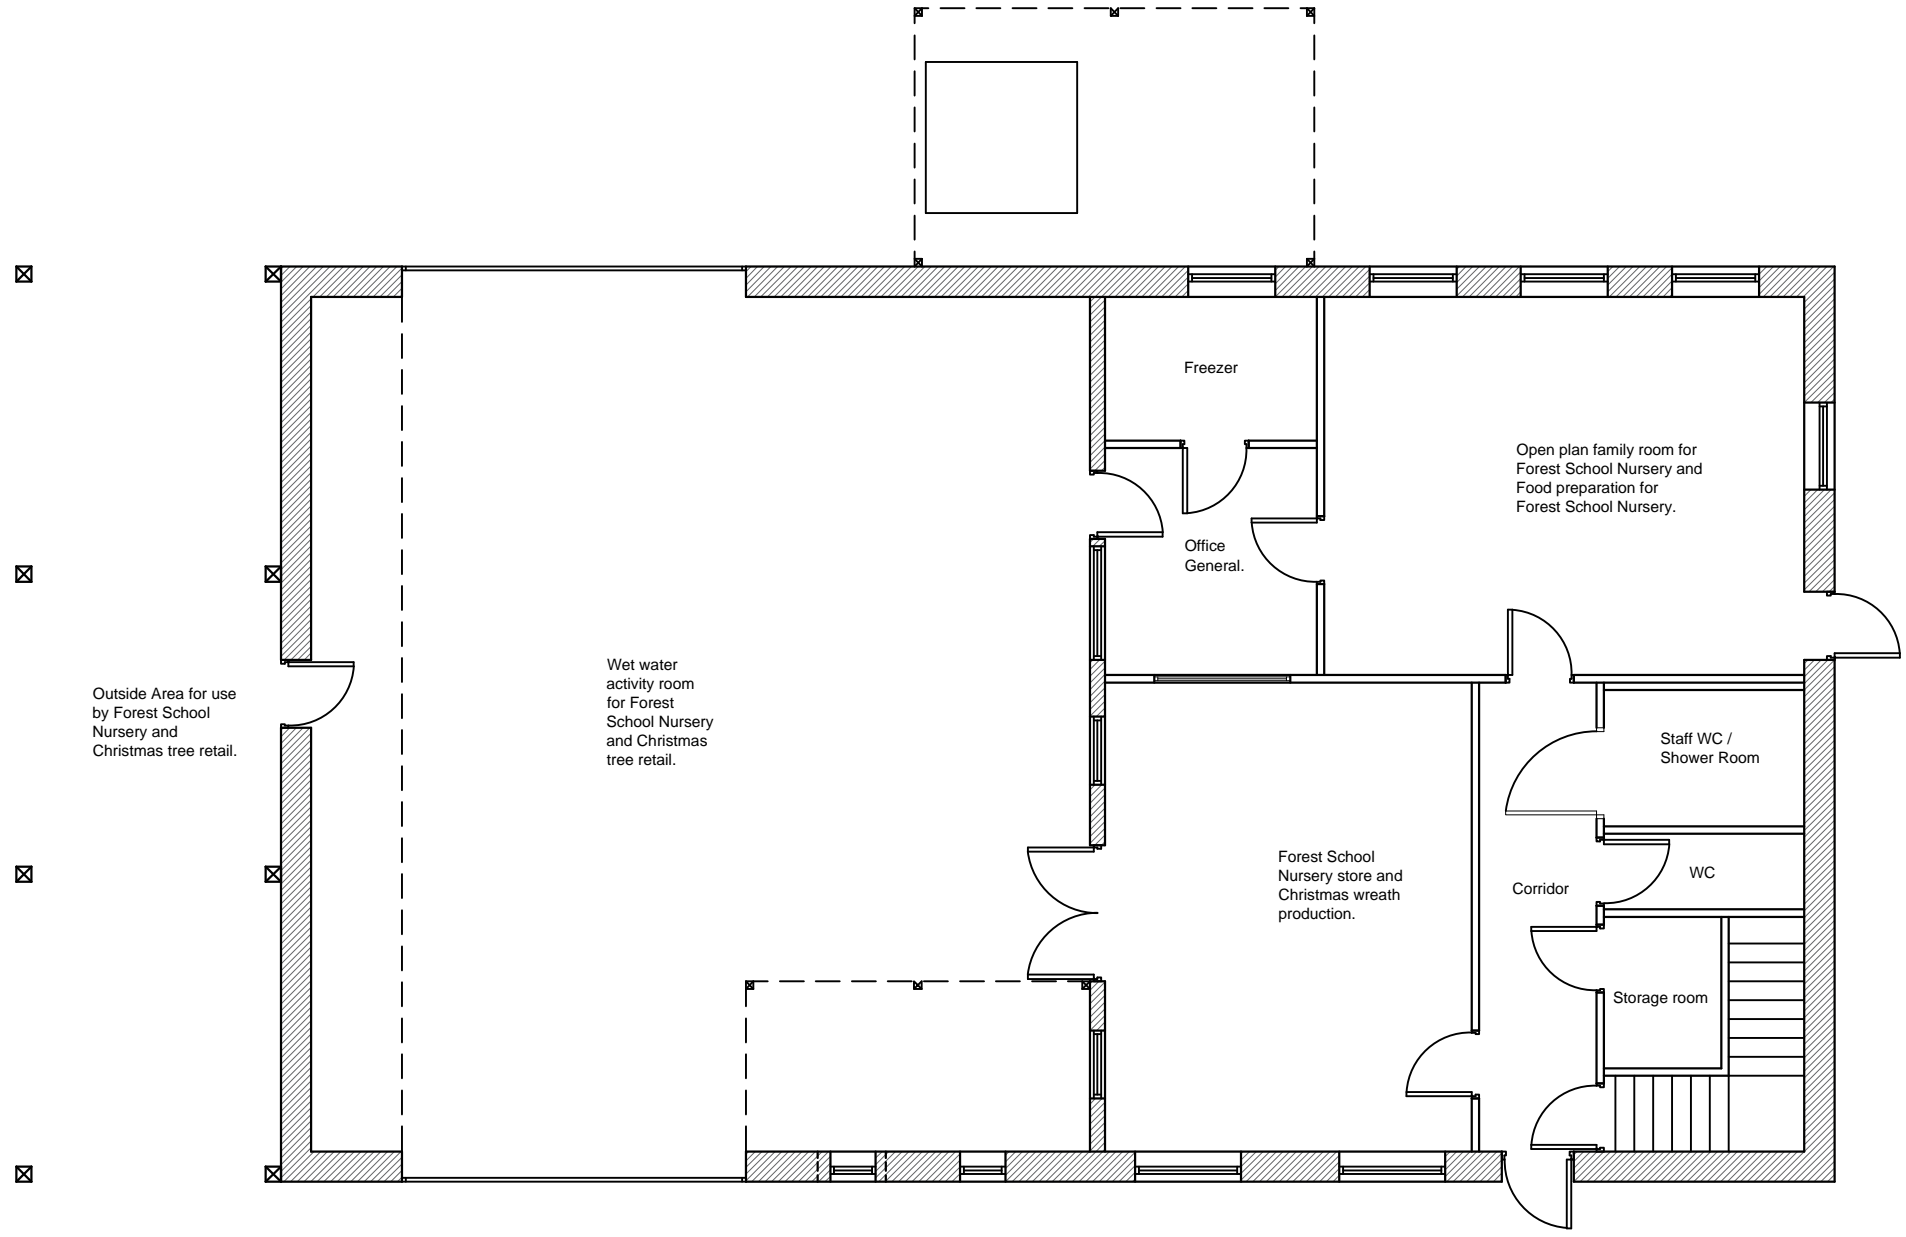 Freezer
Open plan family room for
Forest School Nursery and
Food preparation for
Forest School Nursery.
Office
General.
Outside Area for use
by Forest School
Nursery and
Christmas tree retail.
Wet water
activity room
for Forest
School Nursery
and Christmas
tree retail.
Staff WC /
Shower Room
Forest School
Nursery store and
Christmas wreath
production.
Corridor
WC
Storage room